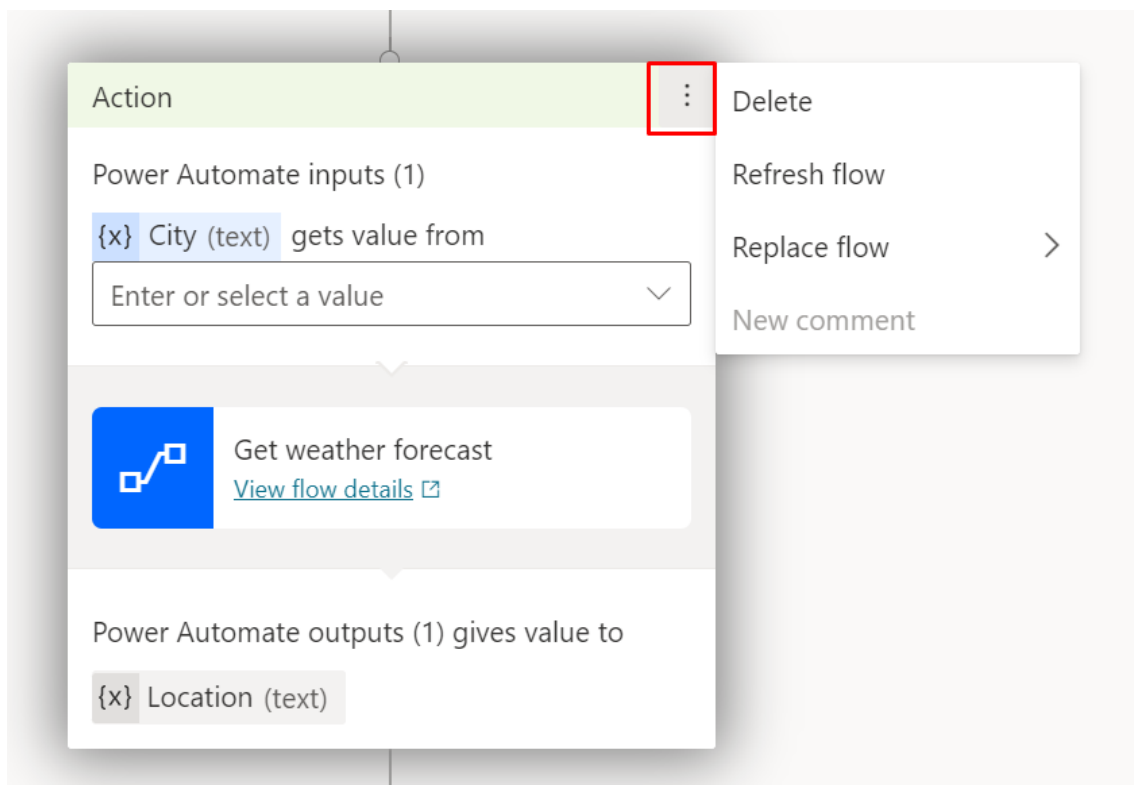 Action
Delete
Refresh flow
Replace flow
New comment
Power Automate inputs (1)
{x} City (text) gets value from
Enter or select a value
Get weather forecast
View flow details
Power Automate outputs (1) gives value to
{x} Location (text)